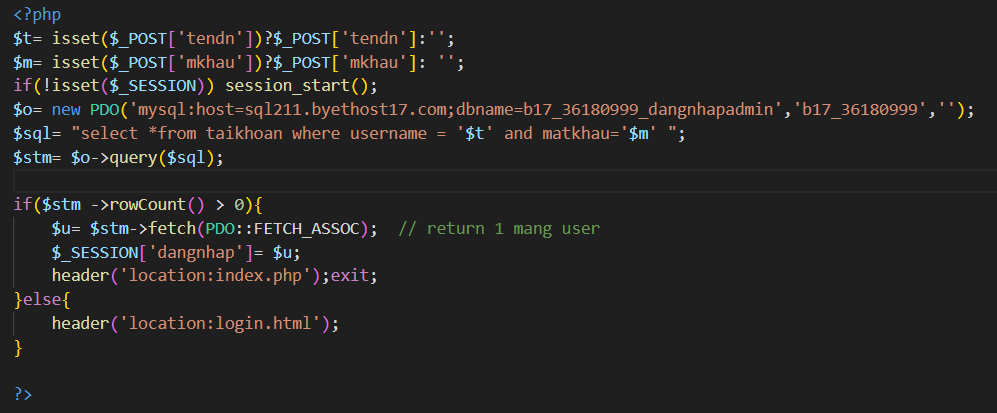 <?php
$t= isset($_POST['tendn'])?$_POST['tendn']:'';
$m= isset($_POST['mkhau'])?$_POST['mkhau']: '';
if(!isset($_SESSION)) session_start();
$o= new PDO('mysql:host=sql211.byethost17.com;dbname=b17_36180999_dangnhapadmin','b17_36180999','');
$sql= "select *from taikhoan where username = '$t' and matkhau='$m' ";
$stm= $o->query($sql);
if($stm ->rowCount() > 0){
$u= $stm->fetch(PDO::FETCH_ASSOC);  // return 1 mang user
$_SESSION['dangnhap']= $u;
header('location:index.php');exit;
}else{
header('location:login.html');
}
?>